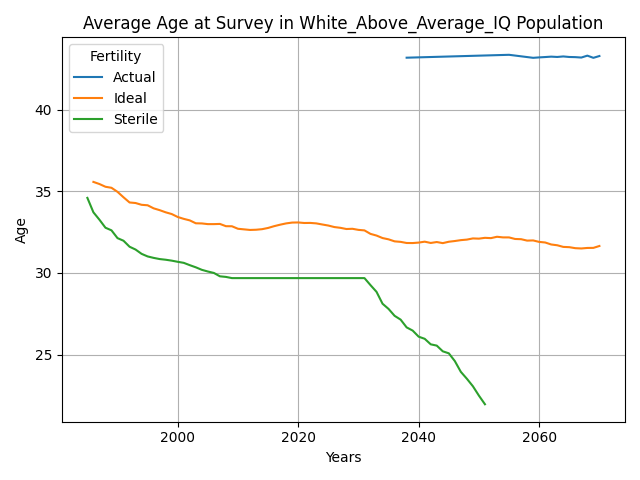 Average Age at Survey in White_Above_Average_IQ Population
Fertility
Actual
Ideal
Sterile
Age
40
35
30
25
2000
2020
2040
2060
Years